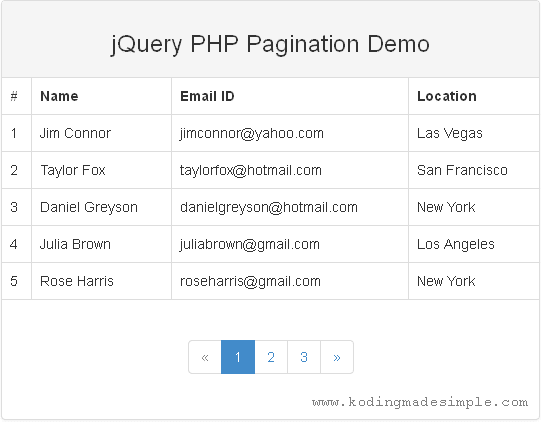 jQuery PHP Pagination Demo
# Name Email ID Location
1 Jim Connor jimconnor@yahoo.com Las Vegas
2 Taylor Fox taylorfox@hotmail.com San Francisco
3 Daniel Greyson danielgreyson@hotmail.com New York
4 Julia Brown juliabrown@gmail.com Los Angeles
5 Rose Harris roseharris@gmail.com New York
« 1 2 3 »
www.kodingmadesimple.com